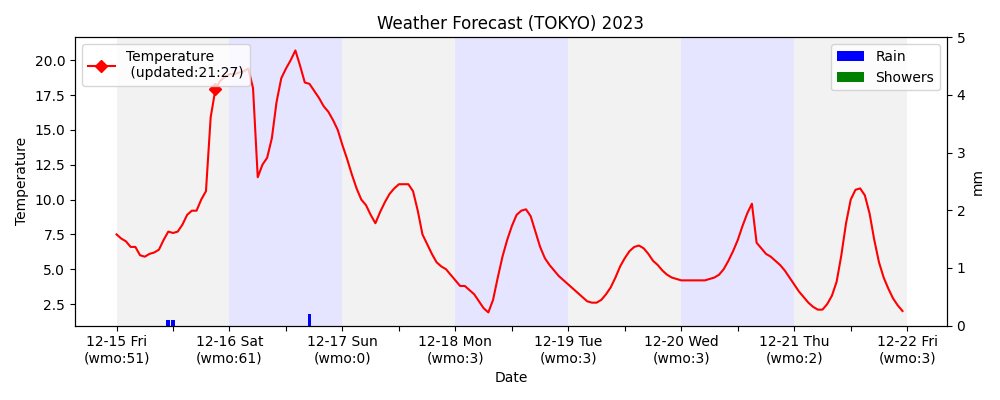 Weather Forecast (TOKYO) 2023
Temperature
(updated:21:27)
Rain
Showers
Temperature
20.0
17.5
15.0
12.5
10.0
7.5
5.0
2.5
5
4
3
2
1
0
mm
12-15 Fri
(wmo:51)
12-16 Sat
(wmo:61)
12-17 Sun
(wmo:0)
12-18 Mon
(wmo:3)
12-19 Tue
(wmo:3)
12-20 Wed
(wmo:3)
12-21 Thu
(wmo:2)
12-22 Fri
(wmo:3)
Date